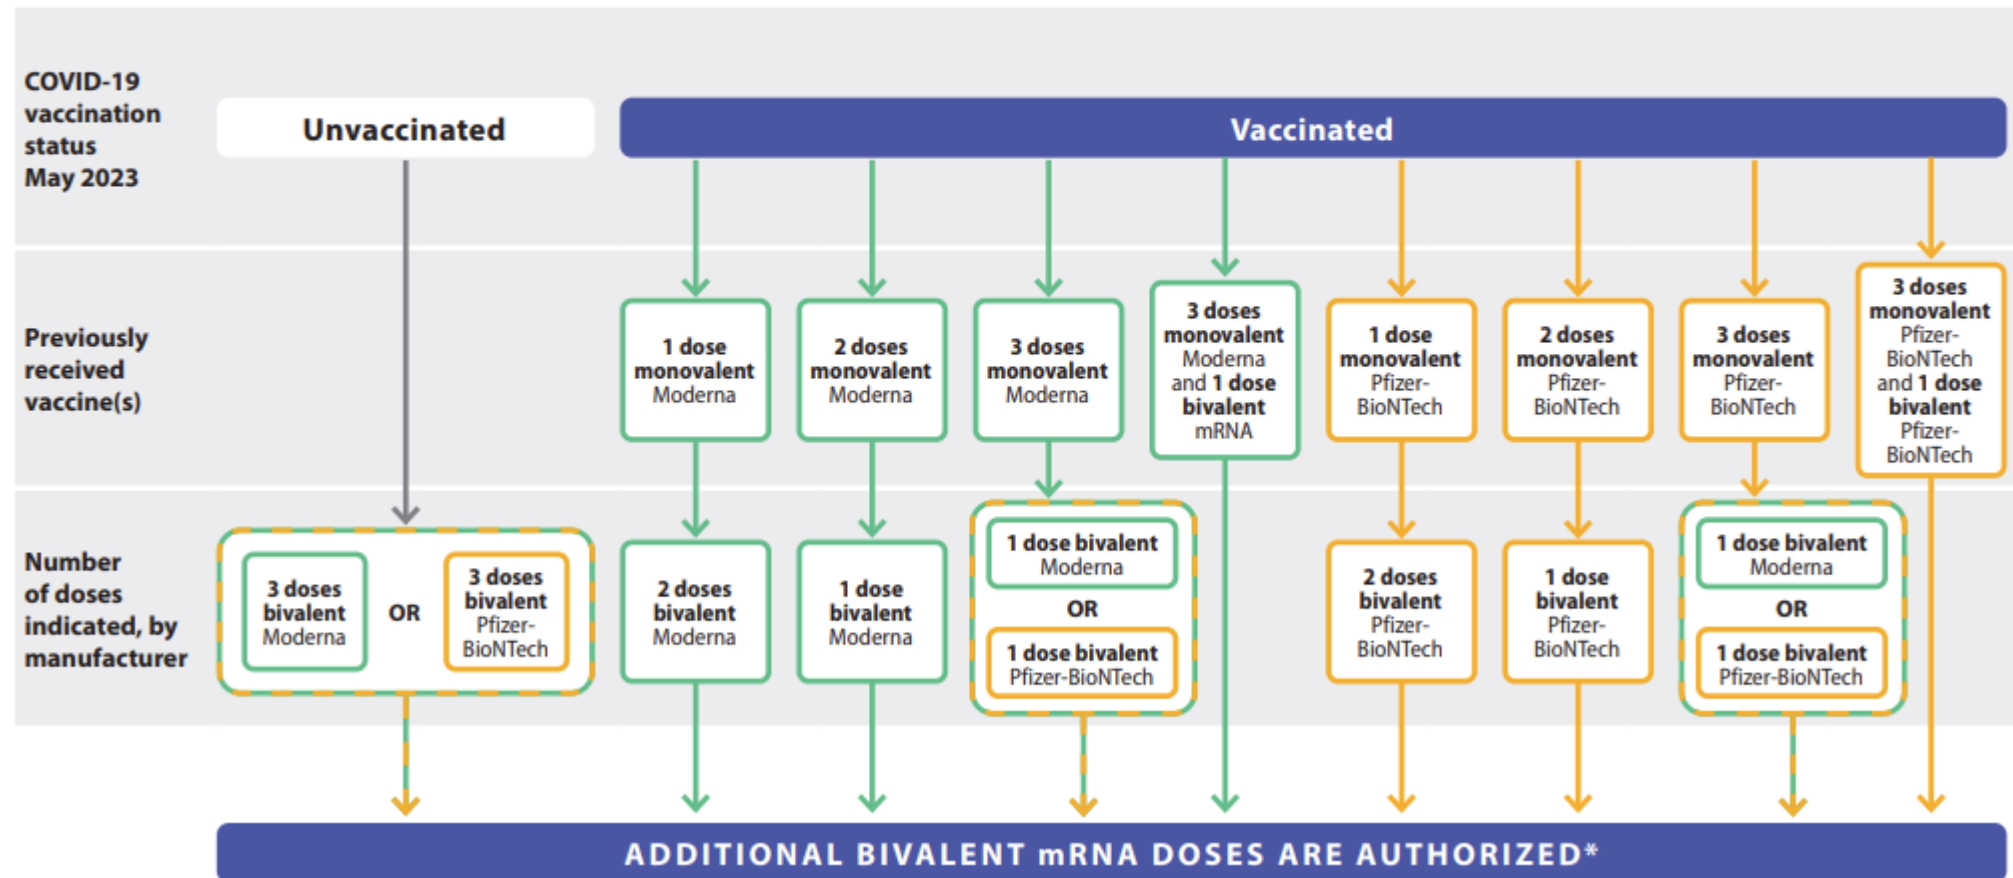 COVID-19
vaccination
status
May 2023
Unvaccinated
Vaccinated
Previously
received
vaccine(s)
1 dose
monovalent
Moderna
2 doses
monovalent
Moderna
3 doses
monovalent
Moderna
3 doses
monovalent
Moderna
and 1 dose
bivalent
mRNA
1 dose
monovalent
Pfizer-
BioNTech
2 doses
monovalent
Pfizer-
BioNTech
3 doses
monovalent
Pfizer-
BioNTech
3 doses
monovalent
Pfizer-
BioNTech
and 1 dose
bivalent
Pfizer-
BioNTech
Number
of doses
indicated, by
manufacturer
3 doses
bivalent
Moderna
OR
3 doses
bivalent
Pfizer-
BioNTech
2 doses
bivalent
Moderna
1 dose
bivalent
Moderna
1 dose bivalent
Moderna
OR
1 dose bivalent
Pfizer-BioNTech
2 doses
bivalent
Pfizer-
BioNTech
1 dose
bivalent
Pfizer-
BioNTech
1 dose bivalent
Moderna
OR
1 dose bivalent
Pfizer-BioNTech
ADDITIONAL BIVALENT mRNA DOSES ARE AUTHORIZED*